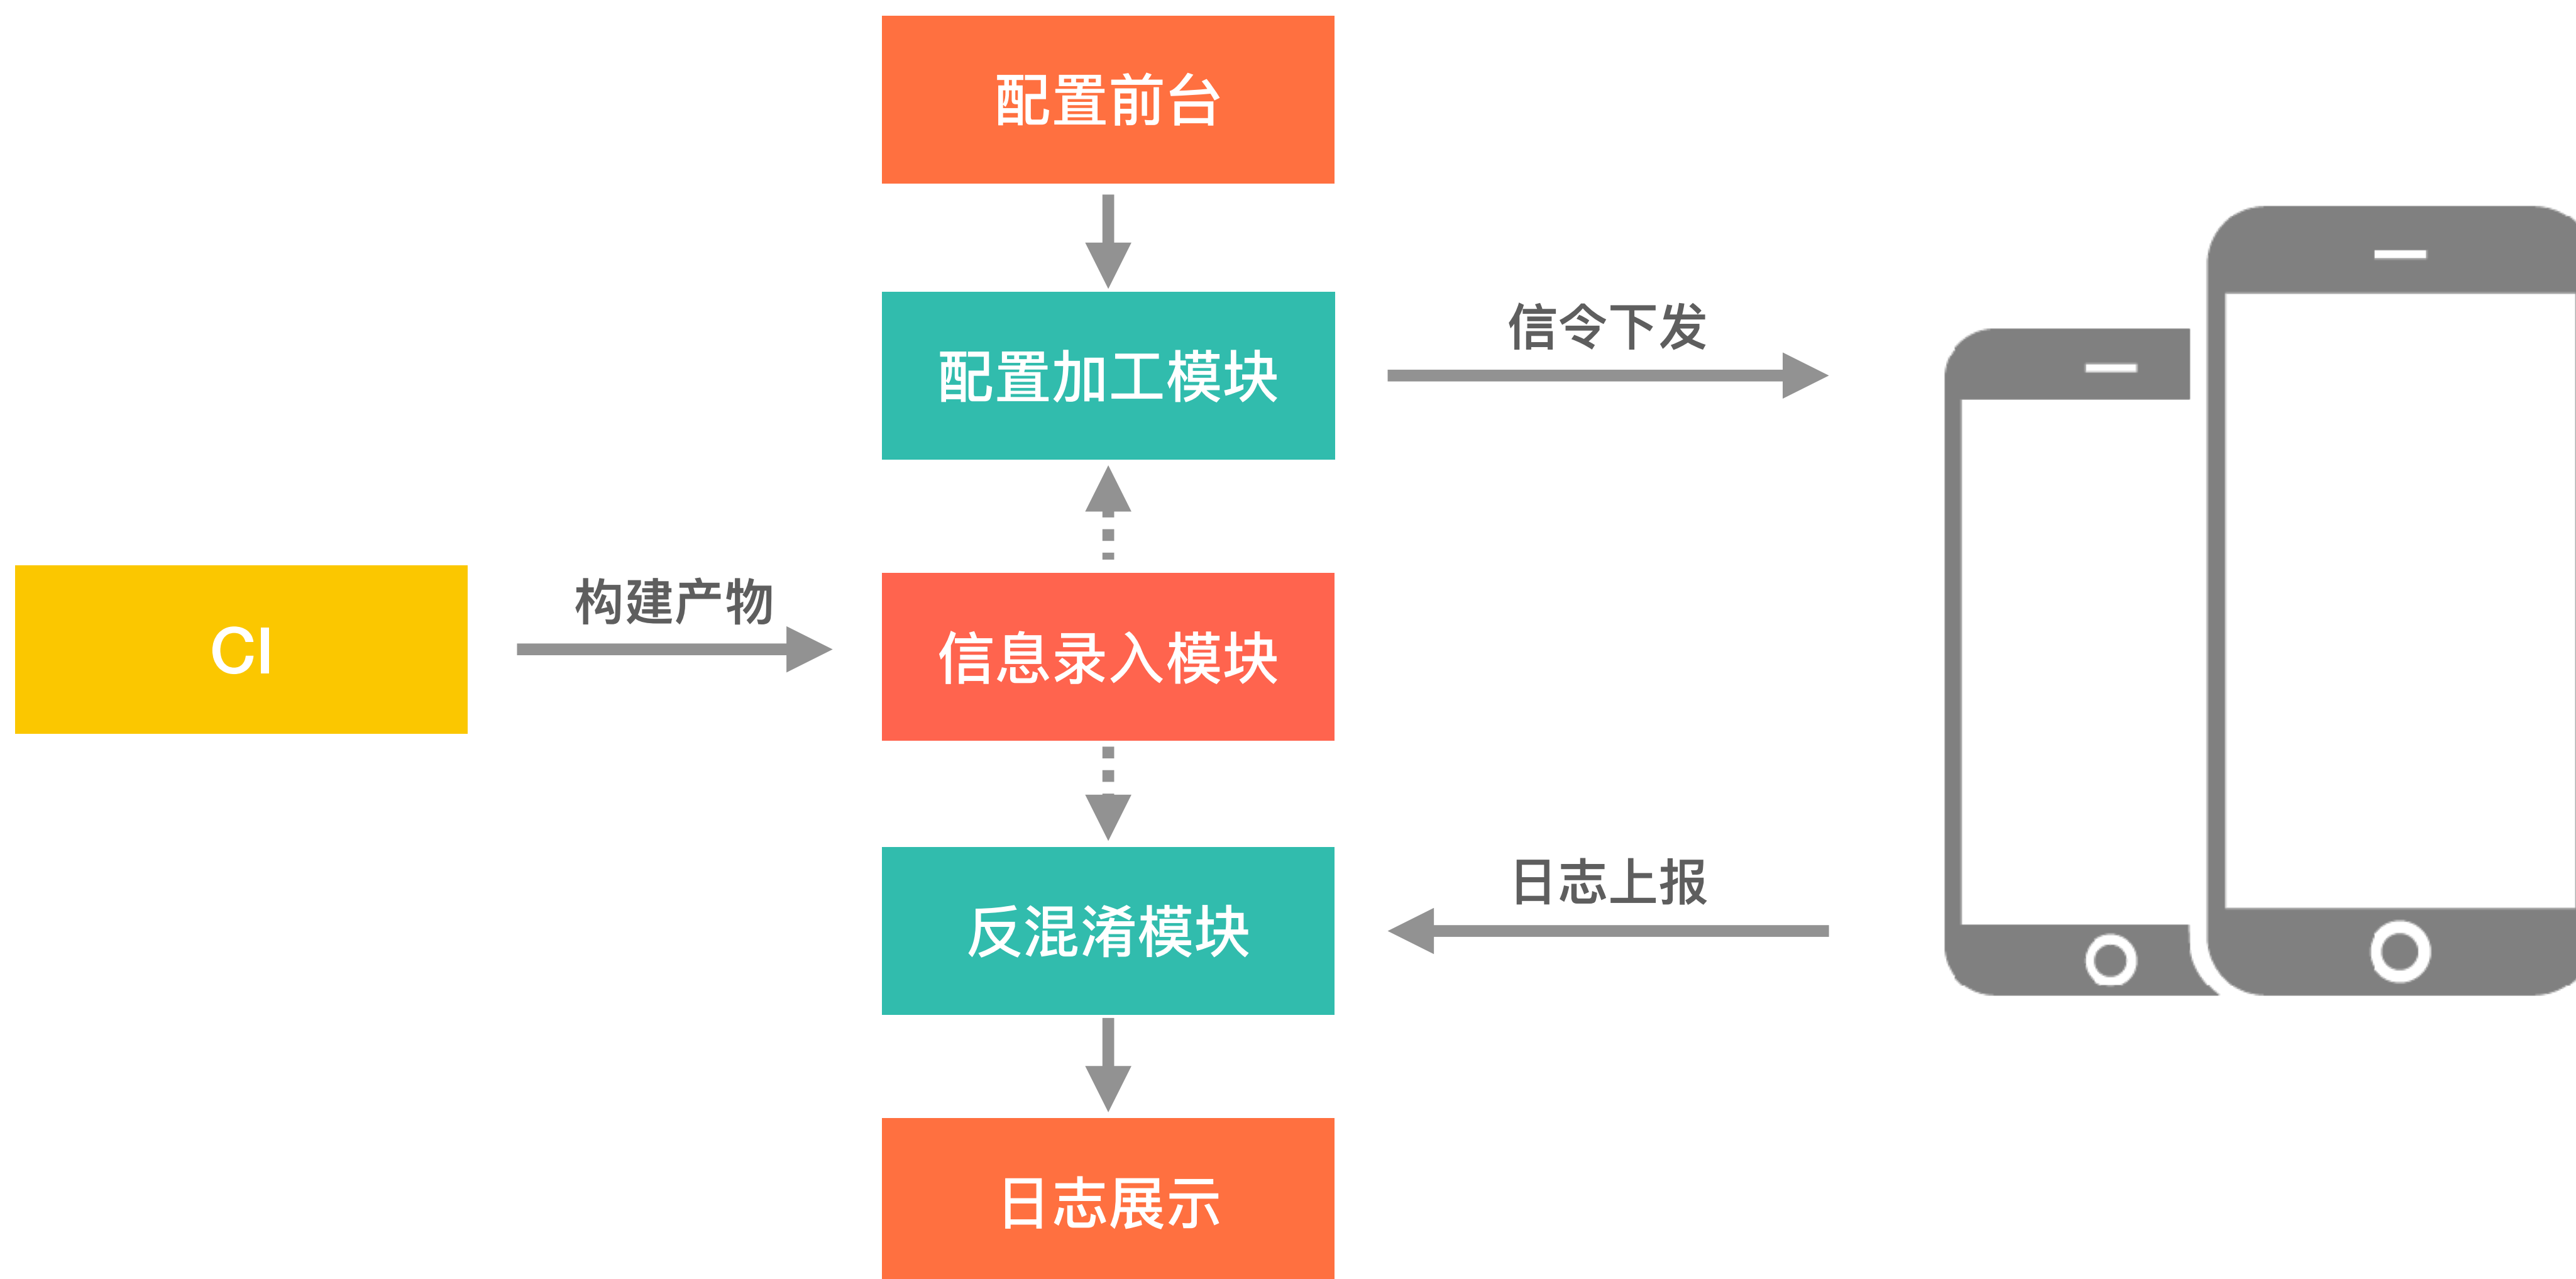 配置前台
配置加工模块
信令下发
CI
构建产物
信息录入模块
反混淆模块
日志上报
日志展示